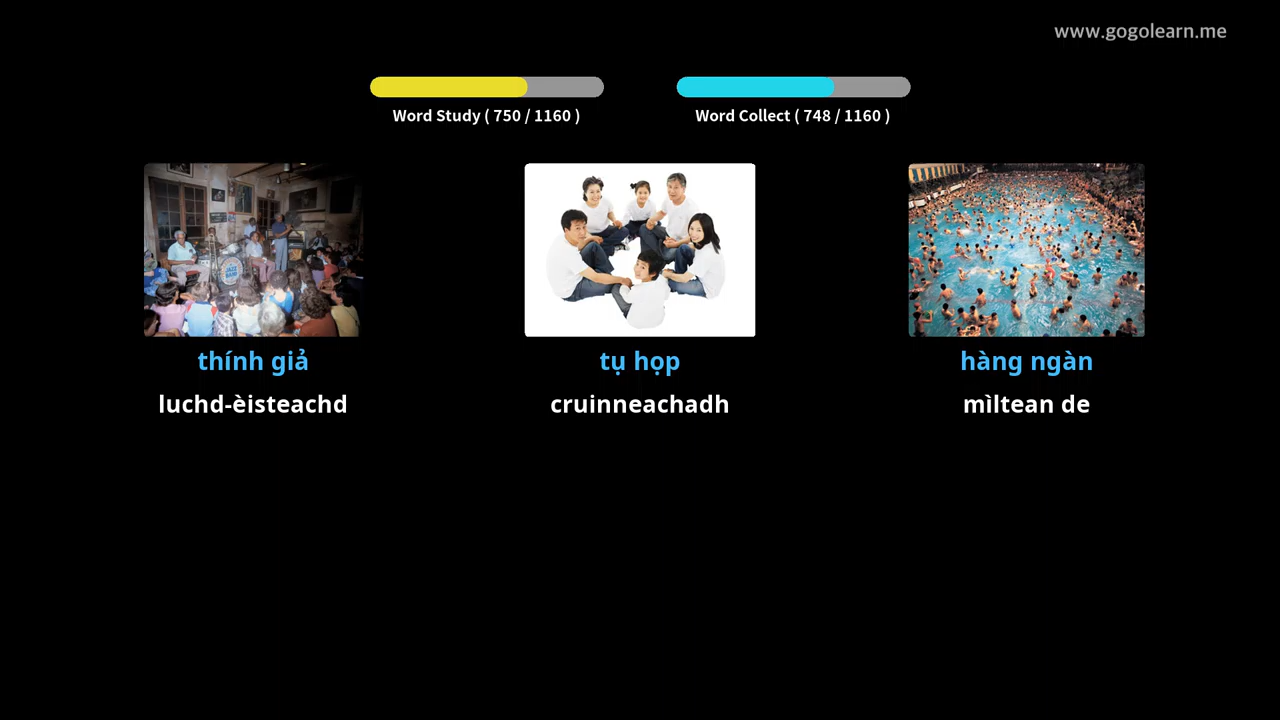 www.gogolearn.me
Word Study ( 750 / 1160 )
Word Collect ( 748 / 1160 )
thính giả
tụ họp
hàng ngàn
luchd-èisteachd
cruinneachadh
mìltean de